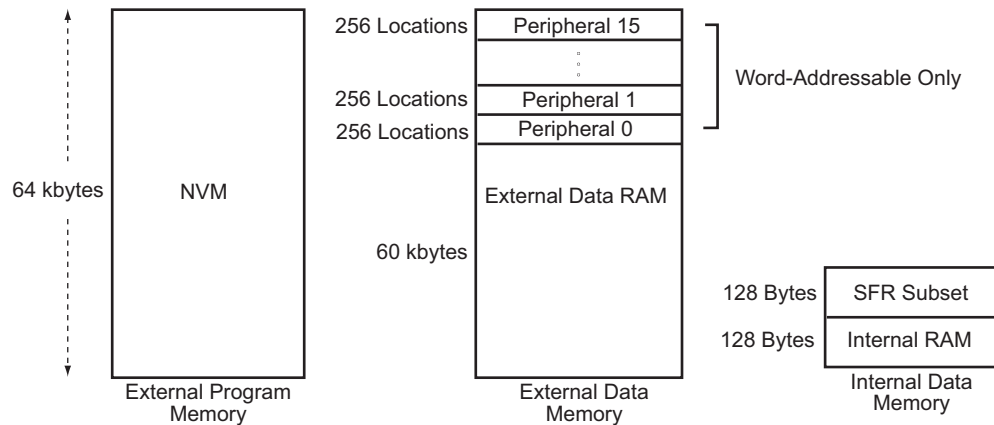 256 Locations Peripheral 15
Word-Addressable Only
256 Locations Peripheral 1
256 Locations Peripheral 0
64 kbytes
NVM
External Data RAM
60 kbytes
128 Bytes SFR Subset
128 Bytes Internal RAM
External Program
Memory
External Data
Memory
Internal Data
Memory